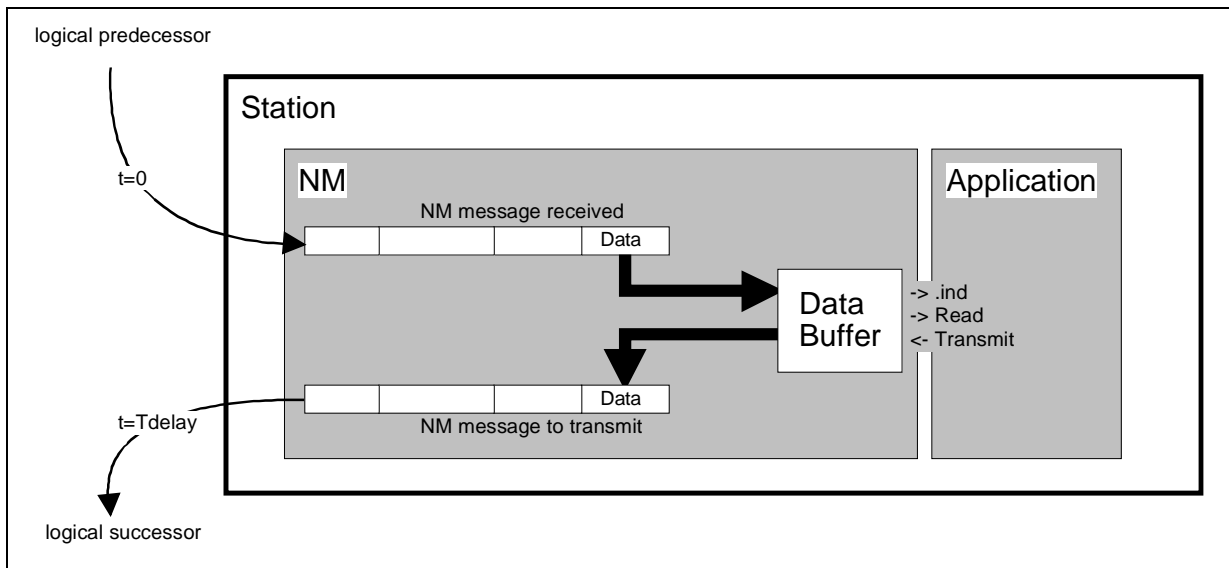 logical predecessor
Station
t=0
NM
Application
NM message received
Data
Data
Buffer
-> .ind
-> Read
<- Transmit
Data
t=Tdelay
NM message to transmit
logical successor